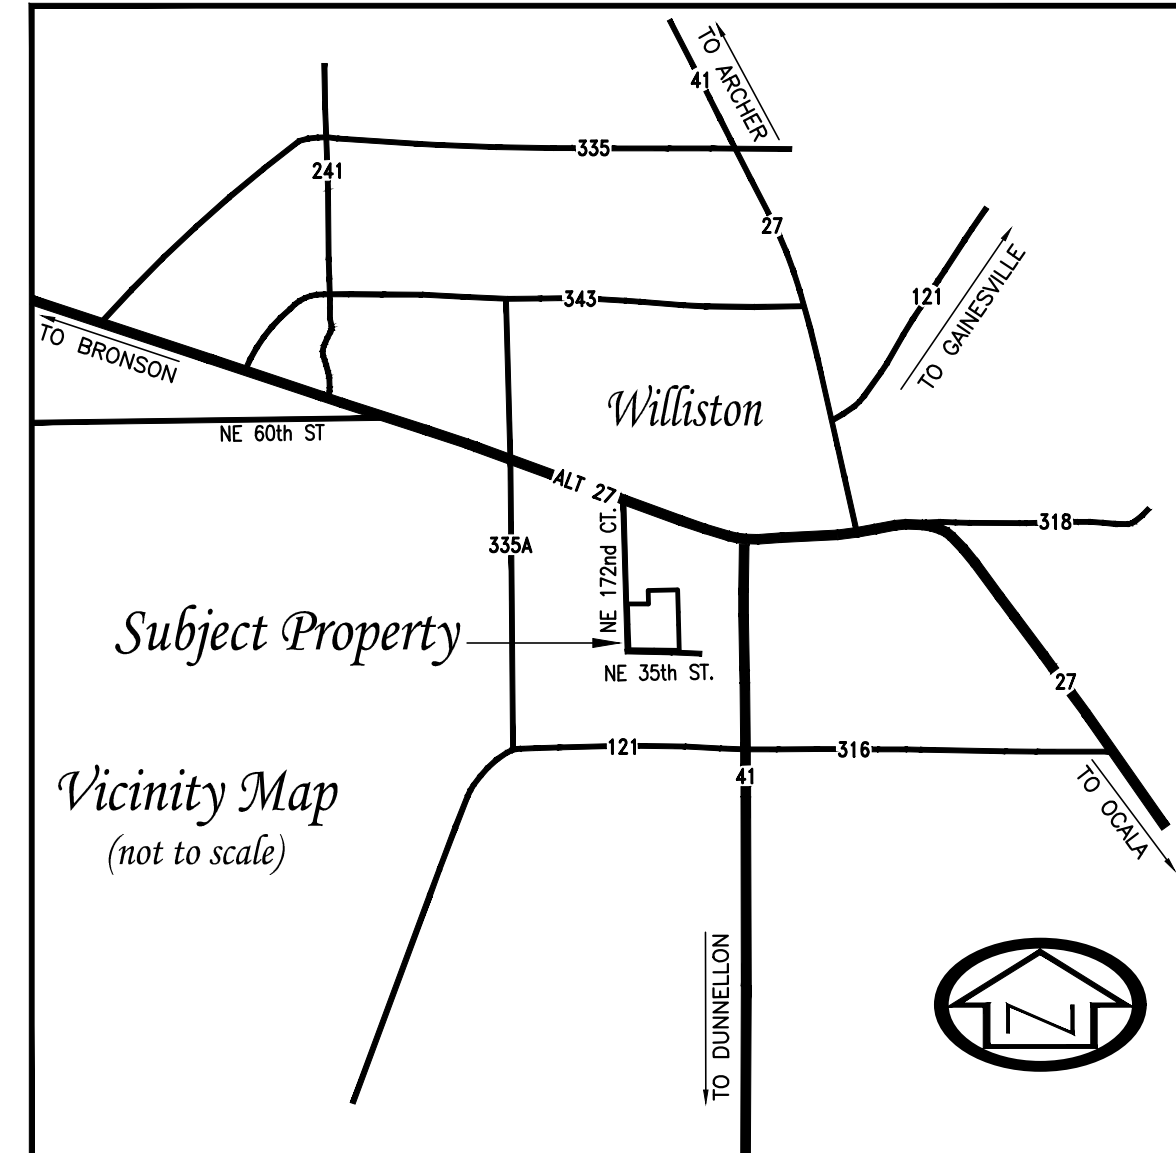 TO ARCHER
41
335
241
27
121
TO GAINESVILLE
343
TO BRONSON
Williston
NE 60th ST
ALT 27
318
335A
NE 172nd CT.
Subject Property
NE 35th ST.
27
121
316
41
Vicinity Map
(not to scale)
TO OCALA
TO DUNNELLON
N